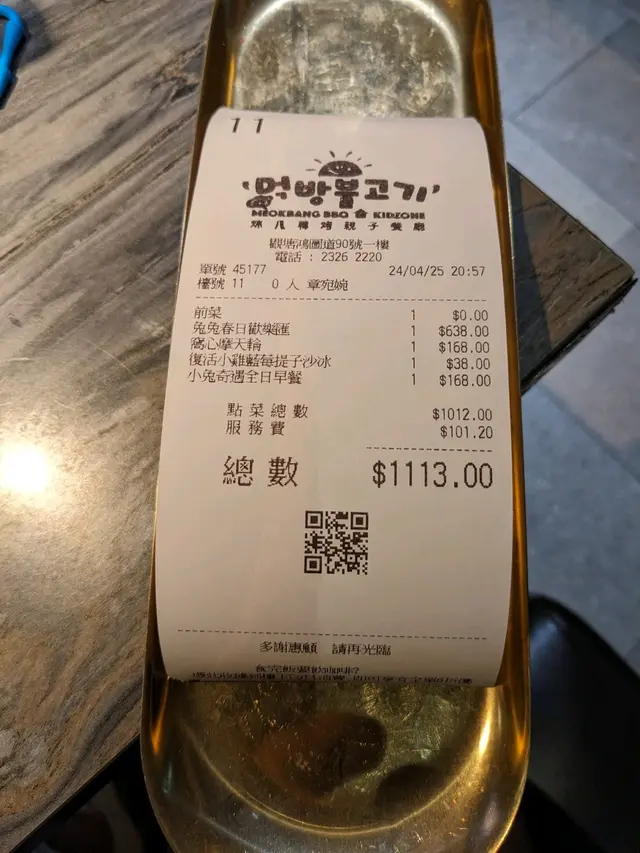 11
'먹방불고기'
MEOKBANG BBQ KIDZONE
親子餐廳
觀塘鴻圖道90號一樓
電話 : 2326 2220
單號 45177 24/04/25 20:57
檯號 11 0 人 章宛婉
前菜 1 $0.00
兔兔春日歡樂匯 1 $638.00
窩心摩天輪 1 $168.00
復活小雞藍莓提子沙冰 1 $38.00
小兔奇遇全日早餐 1 $168.00
點菜總數 $1012.00
服務費 $101.20
總數 $1113.00
多謝惠顧 請再光臨